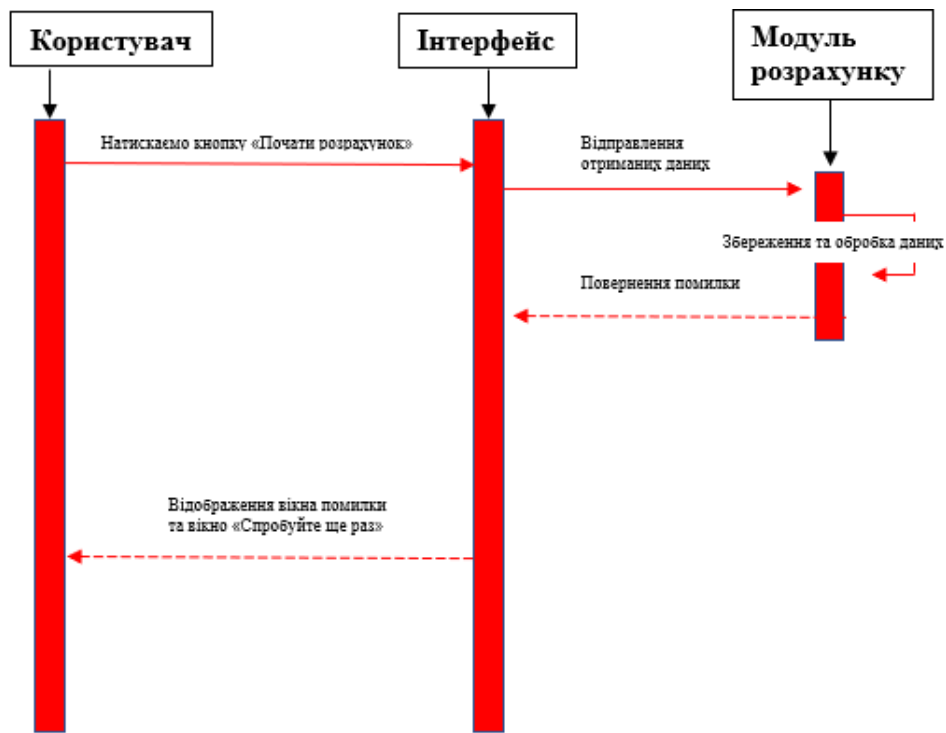 Користувач
Інтерфейс
Модуль
розрахунку
Натискаємо кнопку «Почати розрахунок»
Відправлення
отриманих даних
Збереження та обробка даних
Повернення помилки
Відображення вікна помилки
та вікно «Спробуйте ще раз»